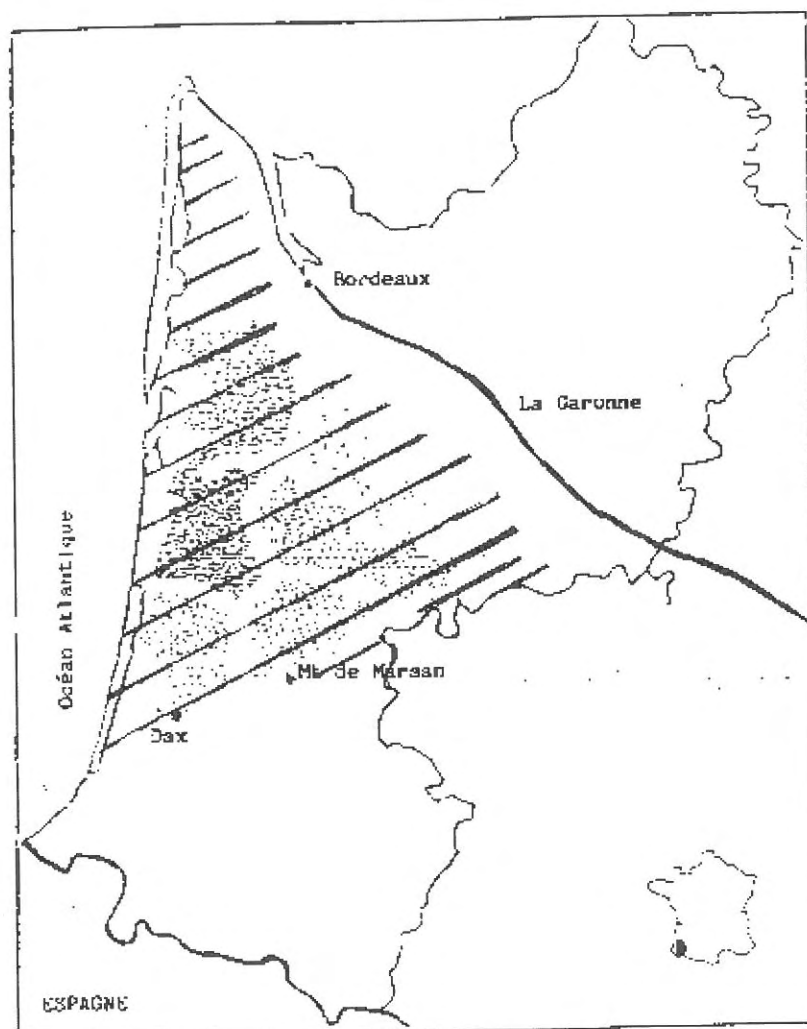 Bordeaux
La Garonne
Océan Atlantique
Mt de Marsan
Dax
ESPAGNE